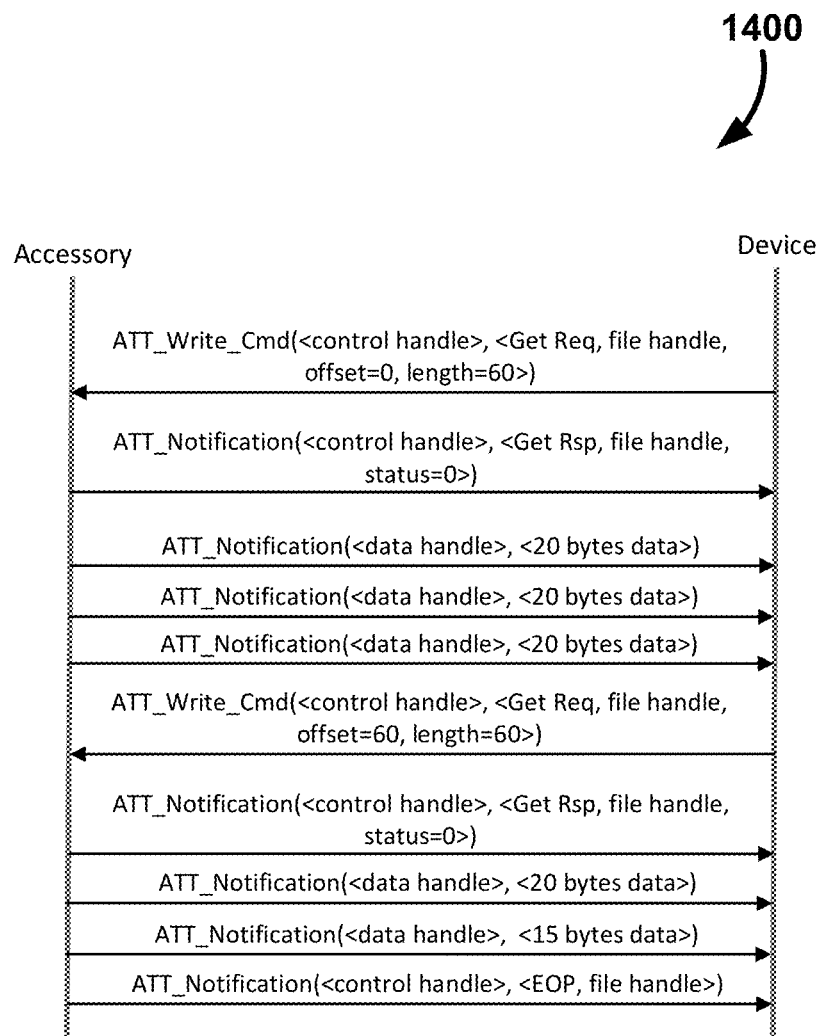 1400
Accessory
Device
ATT_Write_Cmd(<control handle>, <Get Req, file handle,
offset=0, length=60>)
ATT_Notification(<control handle>, <Get Rsp, file handle,
status=0>)
ATT_Notification(<data handle>, <20 bytes data>)
ATT_Notification(<data handle>, <20 bytes data>)
ATT_Notification(<data handle>, <20 bytes data>)
ATT_Write_Cmd(<control handle>, <Get Req, file handle,
offset=60, length=60>)
ATT_Notification(<control handle>, <Get Rsp, file handle,
status=0>)
ATT_Notification(<data handle>, <20 bytes data>)
ATT_Notification(<data handle>,  <15 bytes data>)
ATT_Notification(<control handle>, <EOP, file handle>)